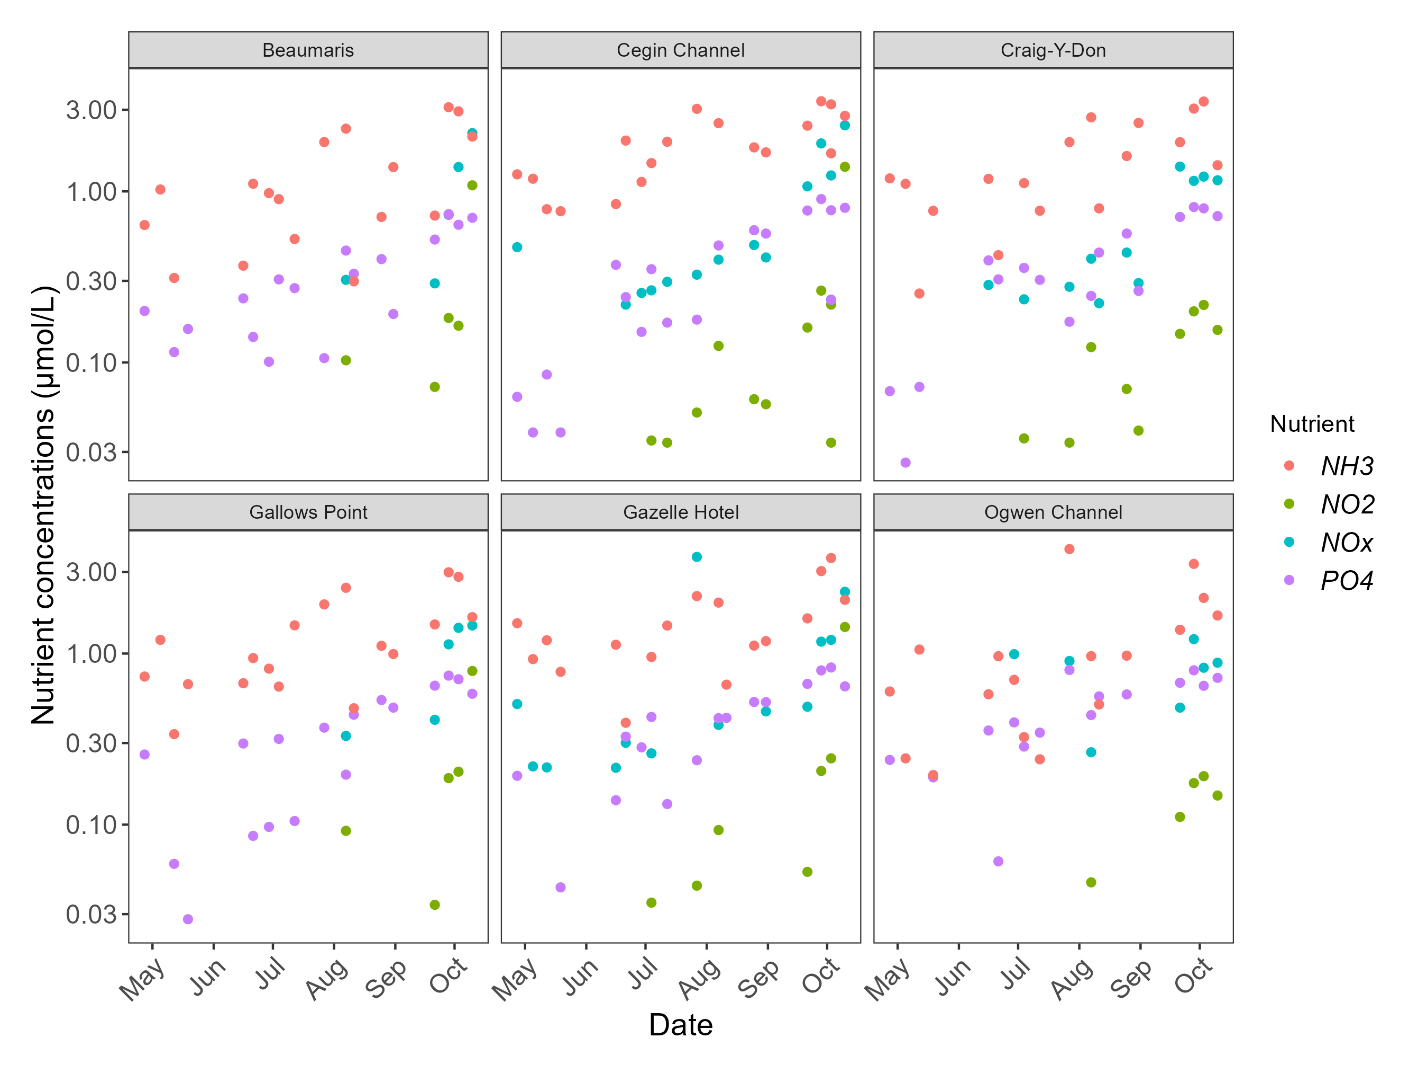 Beaumaris
Cegin Channel
Craig-Y-Don
3.00
1.00
0.30
0.10
0.03
Gallows Point
Gazelle Hotel
Ogwen Channel
3.00
1.00
0.30
0.10
0.03
Nutrient concentrations (μmol/L)
May Jun Jul Aug Sep Oct
May Jun Jul Aug Sep Oct
May Jun Jul Aug Sep Oct
Date
Nutrient
NH3
NO2
NOx
PO4